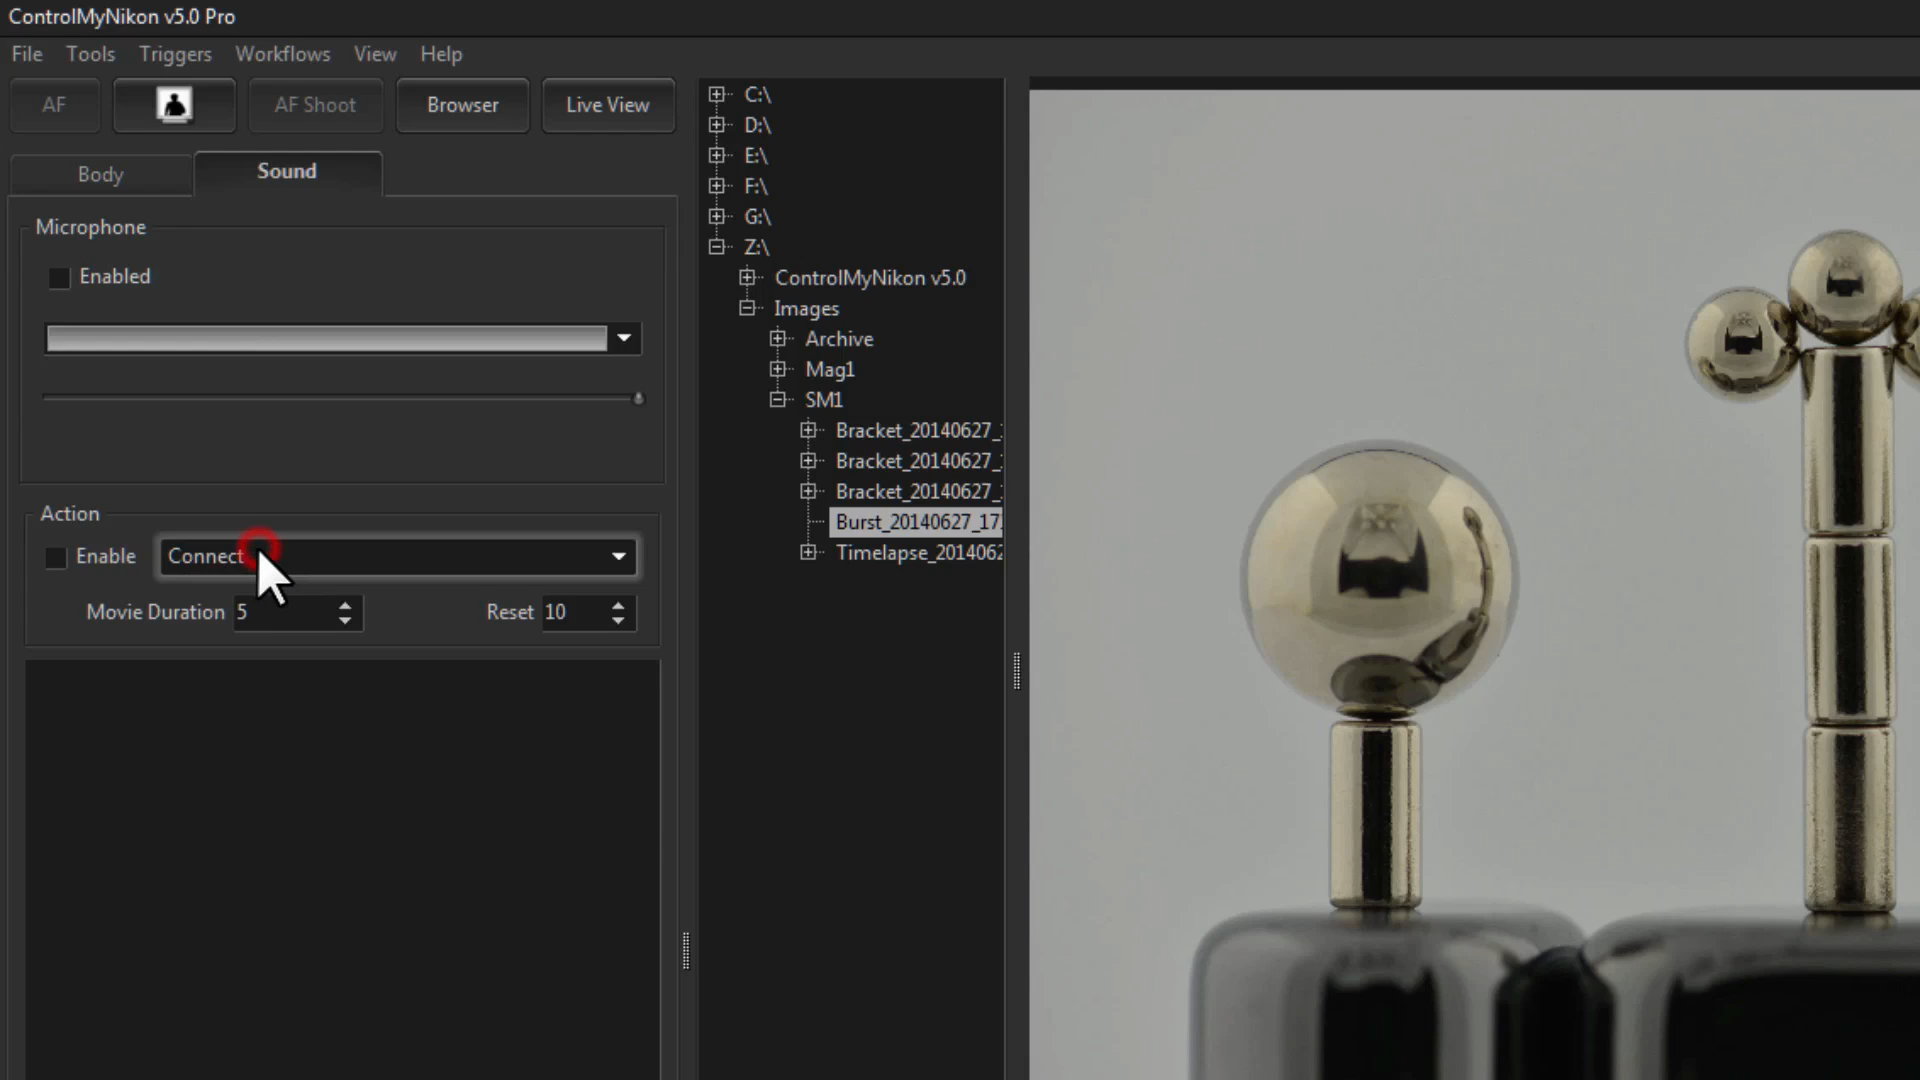 ControlMyNikon v5.0 Pro
File Tools Triggers Workflows View Help
AF AF Shoot Browser Live View
Body Sound
Microphone
Enabled
Action
Enable Connect
Movie Duration 5 Reset 10
C:\
D:\
E:\
F:\
G:\
Z:\
ControlMyNikon v5.0
Images
Archive
Mag1
SM1
Bracket_20140627_
Bracket_20140627_
Bracket_20140627_
Burst_20140627_17
Timelapse_2014062